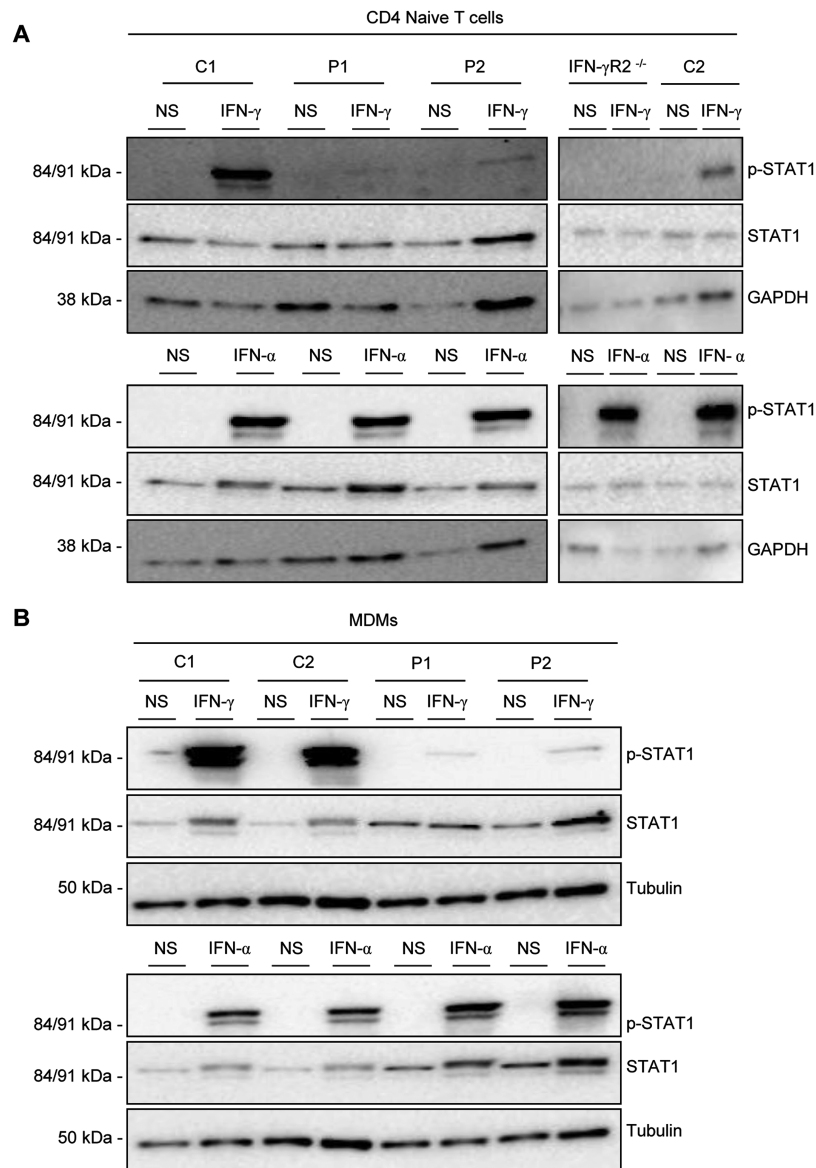 A
CD4 Naive T cells
C1 P1 P2 IFN-γR2 -/- C2
NS IFN-γ NS IFN-γ NS IFN-γ NS IFN-γ NS IFN-γ
84/91 kDa - p-STAT1
84/91 kDa - STAT1
38 kDa - GAPDH
NS IFN-α NS IFN-α NS IFN-α NS IFN-α NS IFN- α
84/91 kDa - p-STAT1
84/91 kDa - STAT1
38 kDa - GAPDH
B
MDMs
C1 C2 P1 P2
NS IFN-γ NS IFN-γ NS IFN-γ NS IFN-γ
84/91 kDa - p-STAT1
84/91 kDa - STAT1
50 kDa - Tubulin
NS IFN-α NS IFN-α NS IFN-α NS IFN-α
84/91 kDa - p-STAT1
84/91 kDa - STAT1
50 kDa - Tubulin